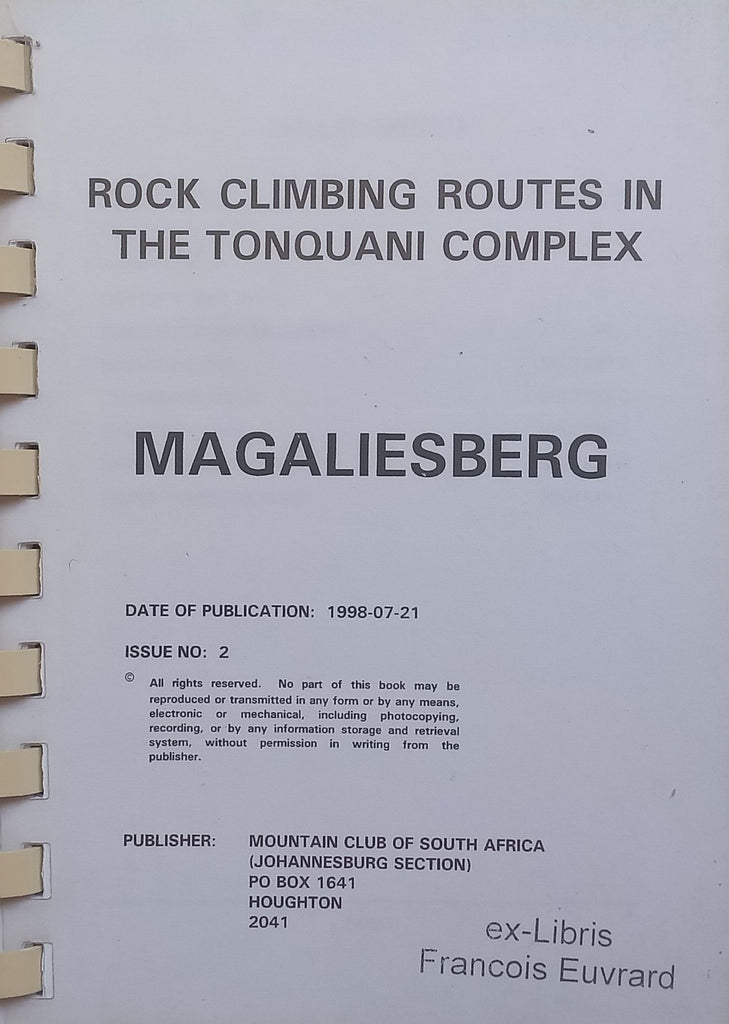 ROCK CLIMBING ROUTES IN
THE TONQUANI COMPLEX
MAGALIESBERG
DATE OF PUBLICATION: 1998-07-21
ISSUE NO: 2
© All rights reserved. No part of this book may be
reproduced or transmitted in any form or by any means,
electronic or mechanical, including photocopying,
recording, or by any information storage and retrieval
system, without permission in writing from the
publisher.
PUBLISHER: MOUNTAIN CLUB OF SOUTH AFRICA
(JOHANNESBURG SECTION)
PO BOX 1641
HOUGHTON
2041
ex-Libris
Francois Euvrard